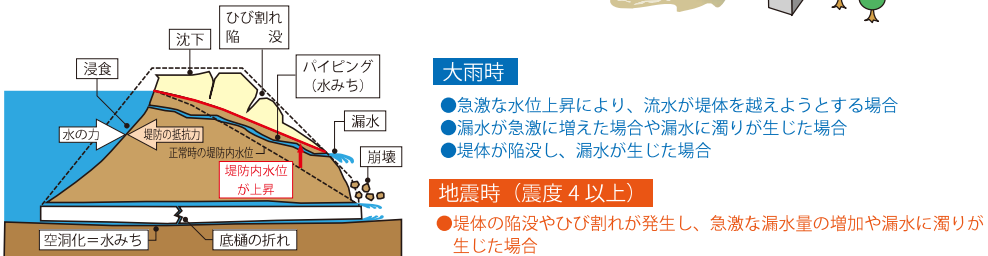 ひび割れ
陥　没
沈下
パイピング
（水みち）
浸食
漏水
水の力
堤防の抵抗力
正常時の堤防内水位
崩壊
堤防内水位
が上昇
空洞化＝水みち
底樋の折れ
大雨時
●急激な水位上昇により、流水が堤体を越えようとする場合
●漏水が急激に増えた場合や漏水に濁りが生じた場合
●堤体が陥没し、漏水が生じた場合
地震時（震度４以上）
●堤体の陥没やひび割れが発生し、急激な漏水量の増加や漏水に濁りが
生じた場合